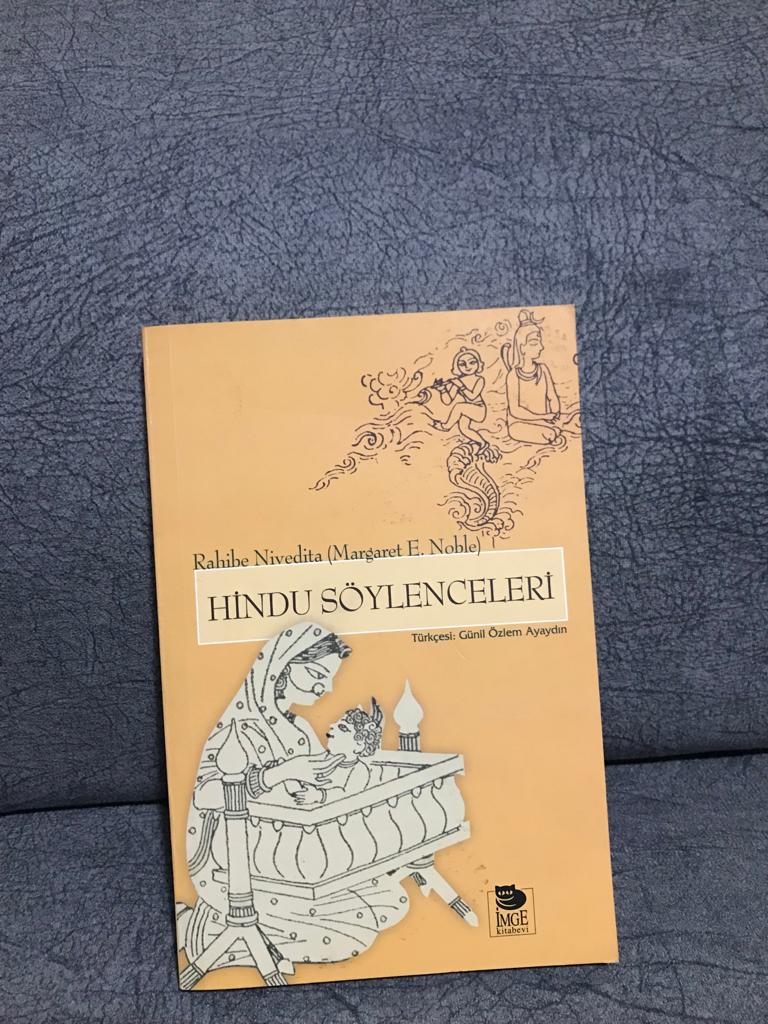 Rahibe Nivedita (Margaret E. Noble)
HİNDU SÖYLENCELERİ
Türkçesi: Günil Özlem Ayaydın
İMGE
kitabevi